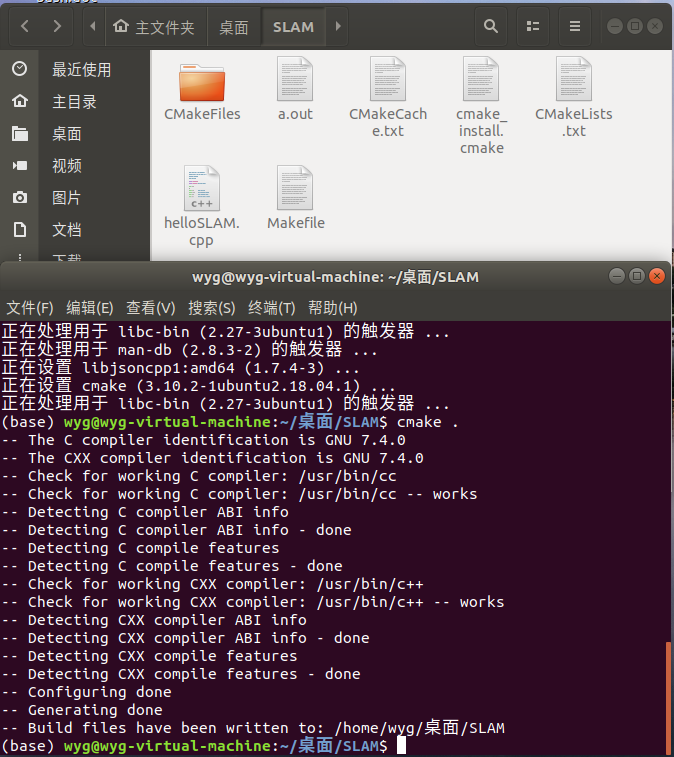 主文件夹 桌面 SLAM
最近使用
主目录
桌面
视频
图片
文档
下载
CMakeFiles
a.out
CMakeCach
e.txt
cmake_
install.
cmake
CMakeLists
.txt
c++
helloSLAM.
cpp
Makefile
wyg@wyg-virtual-machine: ~/桌面/SLAM
文件(F) 编辑(E) 查看(V) 搜索(S) 终端(T) 帮助(H)
正在处理用于 libc-bin (2.27-3ubuntu1) 的触发器 ...
正在处理用于 man-db (2.8.3-2) 的触发器 ...
正在设置 libjsoncpp1:amd64 (1.7.4-3) ...
正在设置 cmake (3.10.2-1ubuntu2.18.04.1) ...
正在处理用于 libc-bin (2.27-3ubuntu1) 的触发器 ...
(base) wyg@wyg-virtual-machine:~/桌面/SLAM$ cmake .
-- The C compiler identification is GNU 7.4.0
-- The CXX compiler identification is GNU 7.4.0
-- Check for working C compiler: /usr/bin/cc
-- Check for working C compiler: /usr/bin/cc -- works
-- Detecting C compiler ABI info
-- Detecting C compiler ABI info - done
-- Detecting C compile features
-- Detecting C compile features - done
-- Check for working CXX compiler: /usr/bin/c++
-- Check for working CXX compiler: /usr/bin/c++ -- works
-- Detecting CXX compiler ABI info
-- Detecting CXX compiler ABI info - done
-- Detecting CXX compile features
-- Detecting CXX compile features - done
-- Configuring done
-- Generating done
-- Build files have been written to: /home/wyg/桌面/SLAM
(base) wyg@wyg-virtual-machine:~/桌面/SLAM$